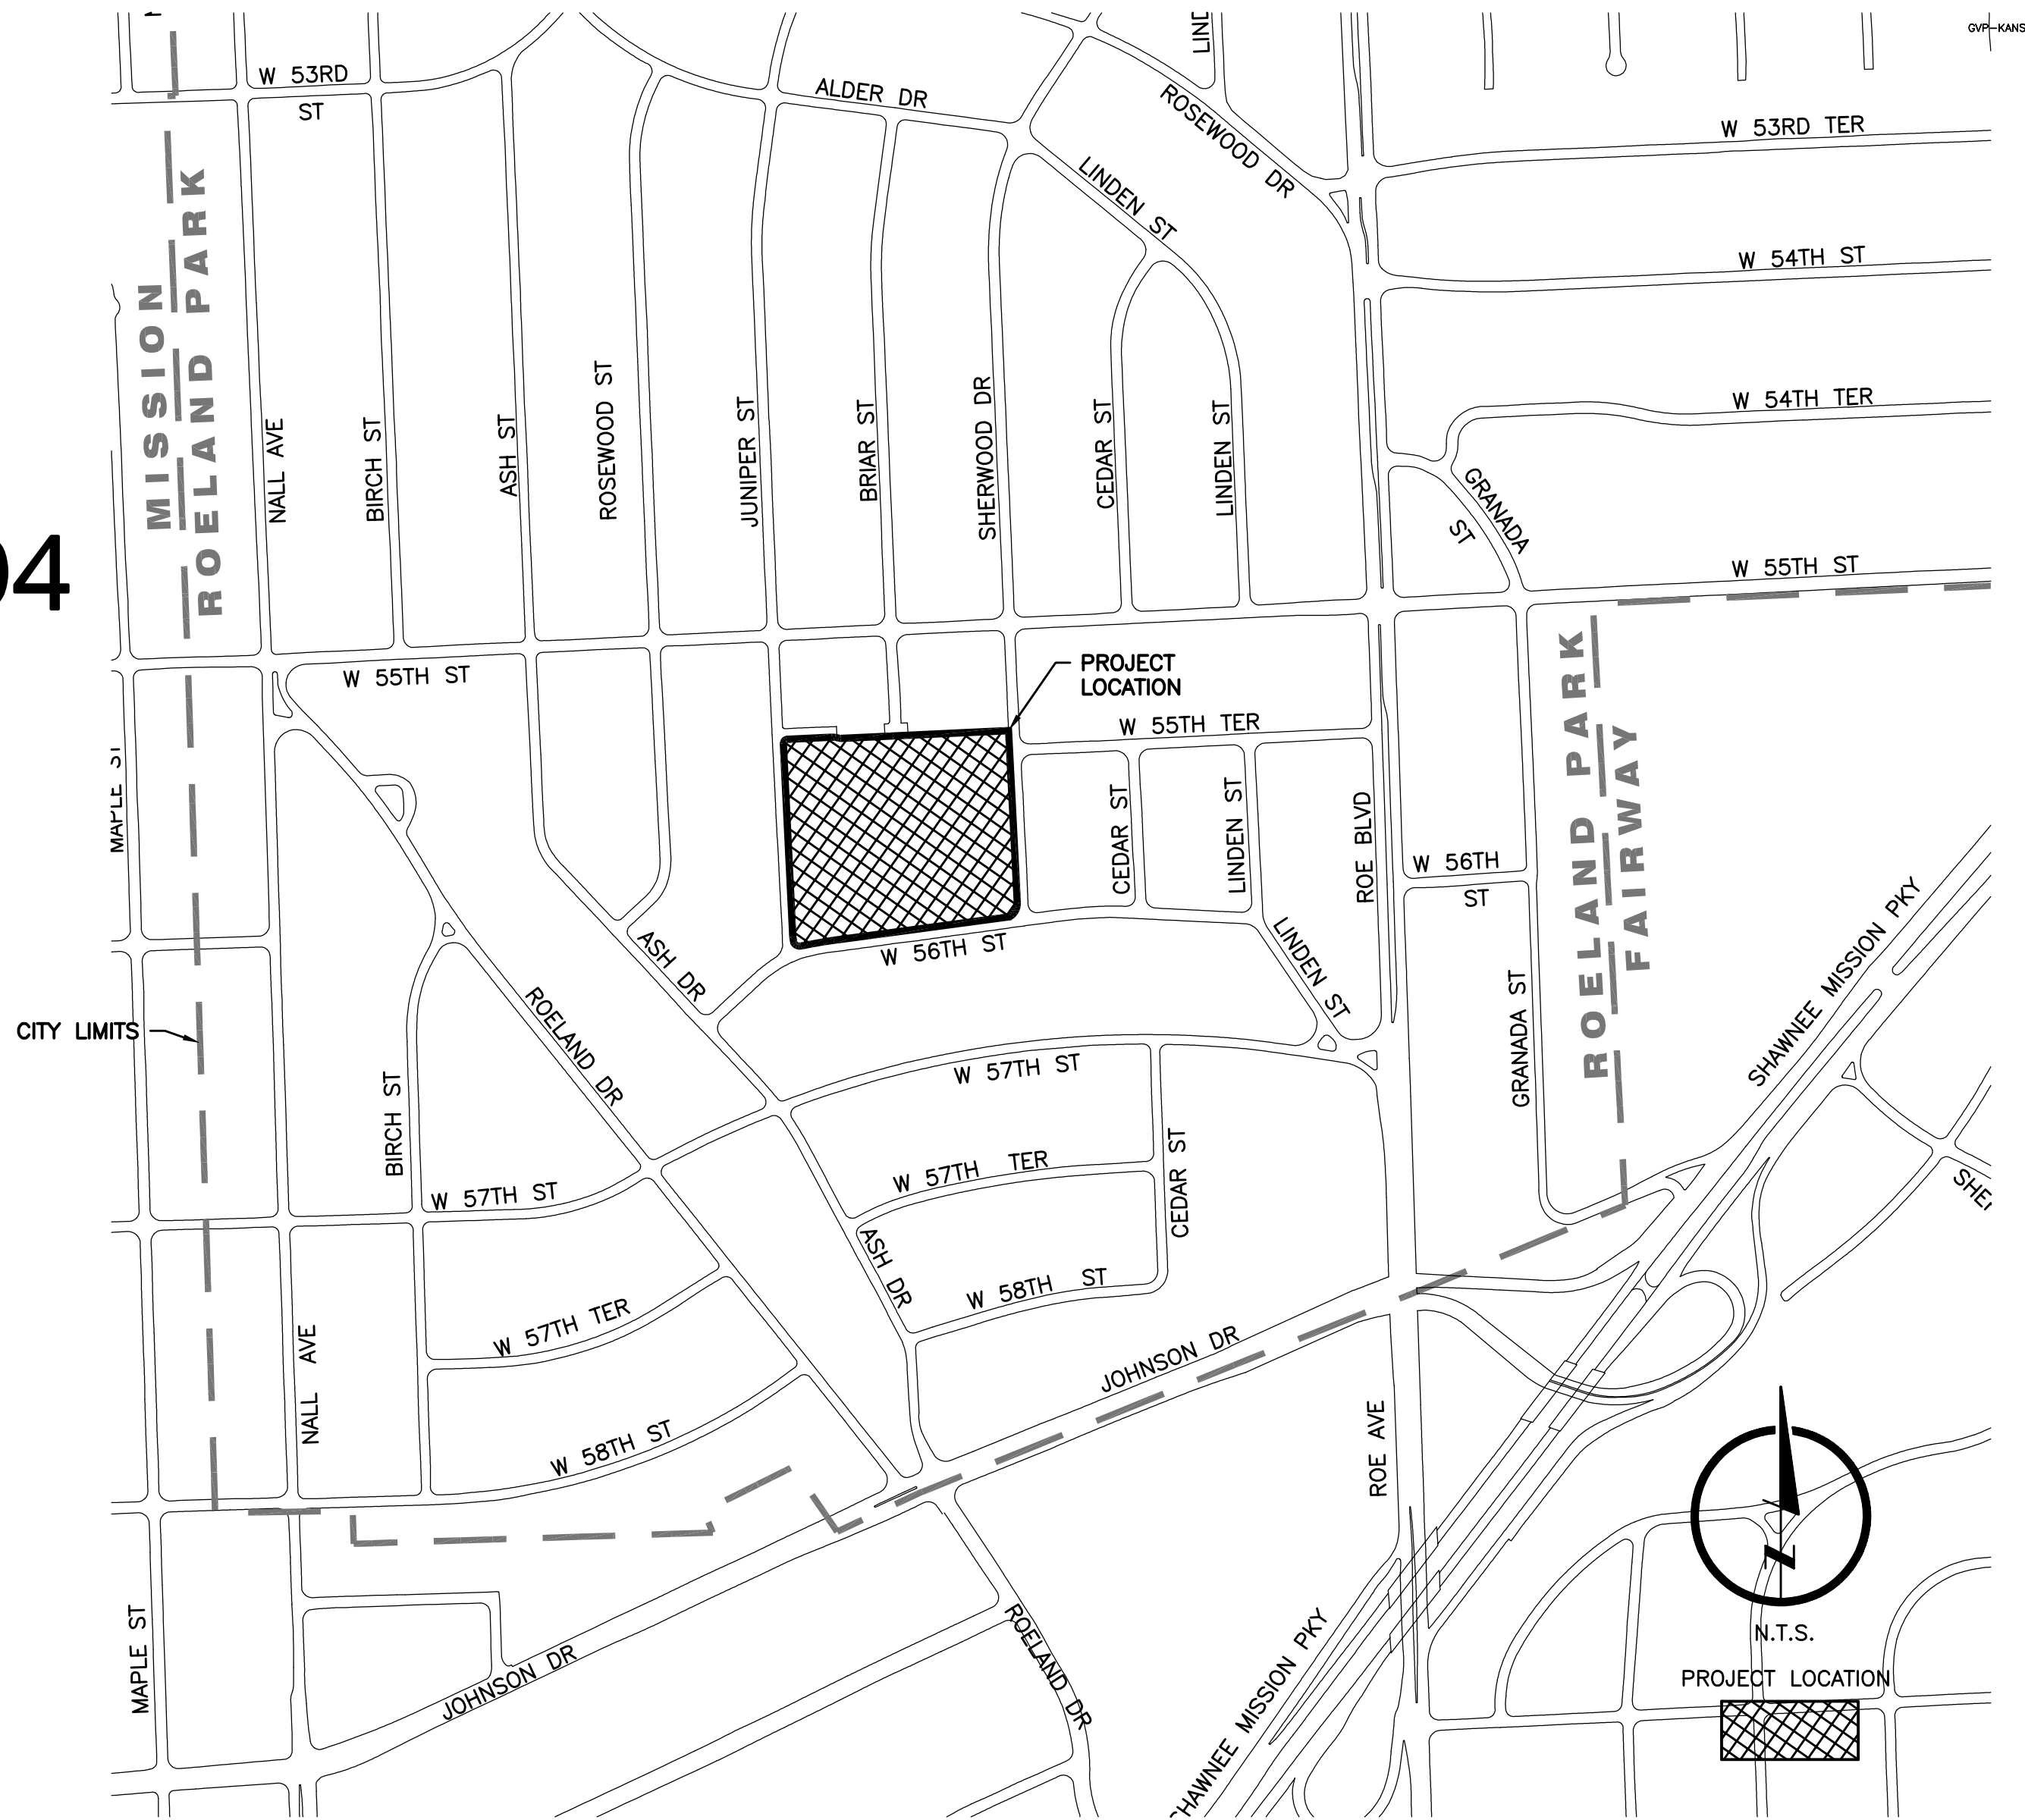 GVP-KANS
LIND
W 53RD
ST
ALDER DR
ROSEWOOD DR
W 53RD TER
LINDEN ST
W 54TH ST
MISSION
ROELAND PARK
NALL AVE
BIRCH ST
ASH ST
ROSEWOOD ST
JUNIPER ST
BRIAR ST
SHERWOOD DR
CEDAR ST
LINDEN ST
W 54TH TER
GRANADA
ST
04
W 55TH ST
W 55TH ST
PROJECT
LOCATION
W 55TH TER
ROELAND PARK
FAIRWAY
MAPLE ST
CEDAR ST
LINDEN ST
ROE BLVD
W 56TH
ST
W 56TH ST
ASH DR
LINDEN ST
SHAWNEE MISSION PKY
CITY LIMITS
ROELAND DR
GRANADA ST
W 57TH ST
BIRCH ST
W 57TH ST
W 57TH TER
CEDAR ST
SHE
ASH DR
W 58TH ST
W 57TH TER
NALL AVE
JOHNSON DR
W 58TH ST
ROE AVE
N
MAPLE ST
JOHNSON DR
ROELAND DR
SHAWNEE MISSION PKY
N.T.S.
PROJECT LOCATION